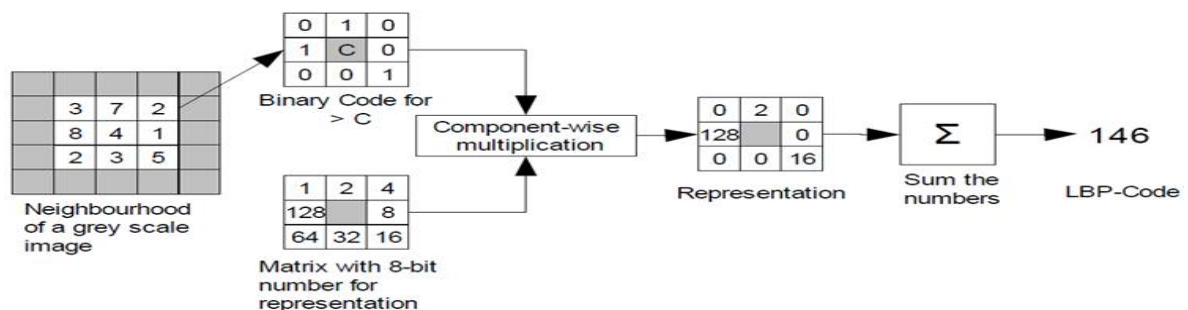 3 7 2
8 4 1
2 3 5
Neighbourhood
of a grey scale
image
0 1 0
1 C 0
0 0 1
Binary Code for
> C
1 2 4
128 8
64 32 16
Matrix with 8-bit
number for
representation
Component-wise
multiplication
0 2 0
128 0
0 0 16
Representation
Σ
Sum the
numbers
146
LBP-Code